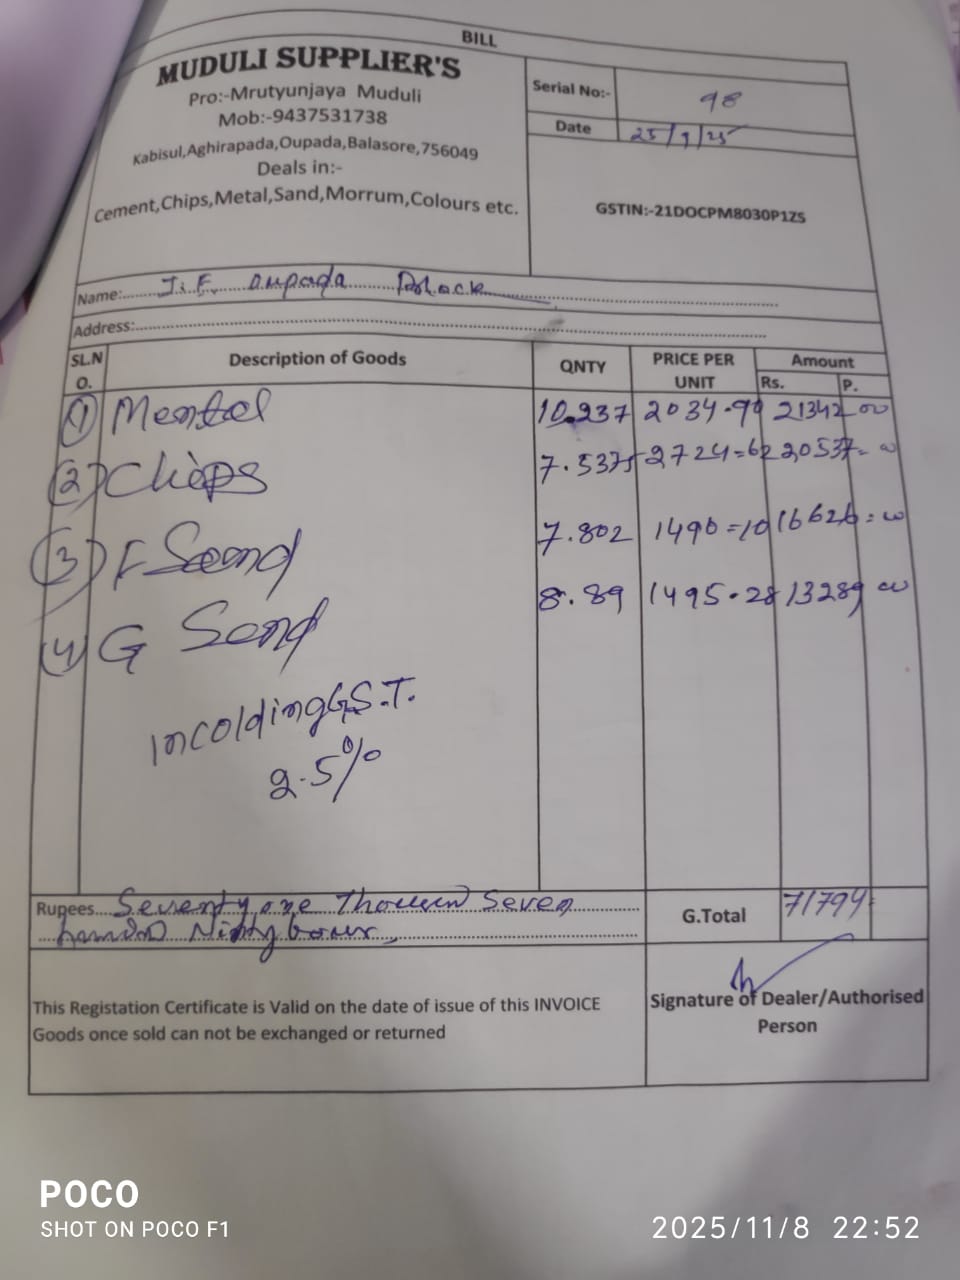 BILL
MUDULI SUPPLIER'S
Pro:-Mrutyunjaya Muduli
Mob:-9437531738
Kabisul,Aghirapada,Oupada,Balasore,756049
Deals in:-
Cement,Chips,Metal,Sand,Morrum,Colours etc.
Serial No:- 98
Date 25/9/25
GSTIN:-21DOCPM8030P1ZS
Name: J.E. Oupada Block
Address:
SL.NO. Description of Goods QNTY PRICE PER UNIT Amount Rs. P.
1 Mental 10.237 2034.90 21342 00
2 Chips 7.5375 2724=62 20537=00
3 F Seand 7.802 1490=10 16626=00
4 G Sand 8.89 1495.28 13289 00
Incolding G.S.T.
2.5%
Rupees Seventy one Seven
G.Total 71794
This Registation Certificate is Valid on the date of issue of this INVOICE
Goods once sold can not be exchanged or returned
Signature of Dealer/Authorised
Person
POCO
SHOT ON POCO F1
2025/11/8 22:52